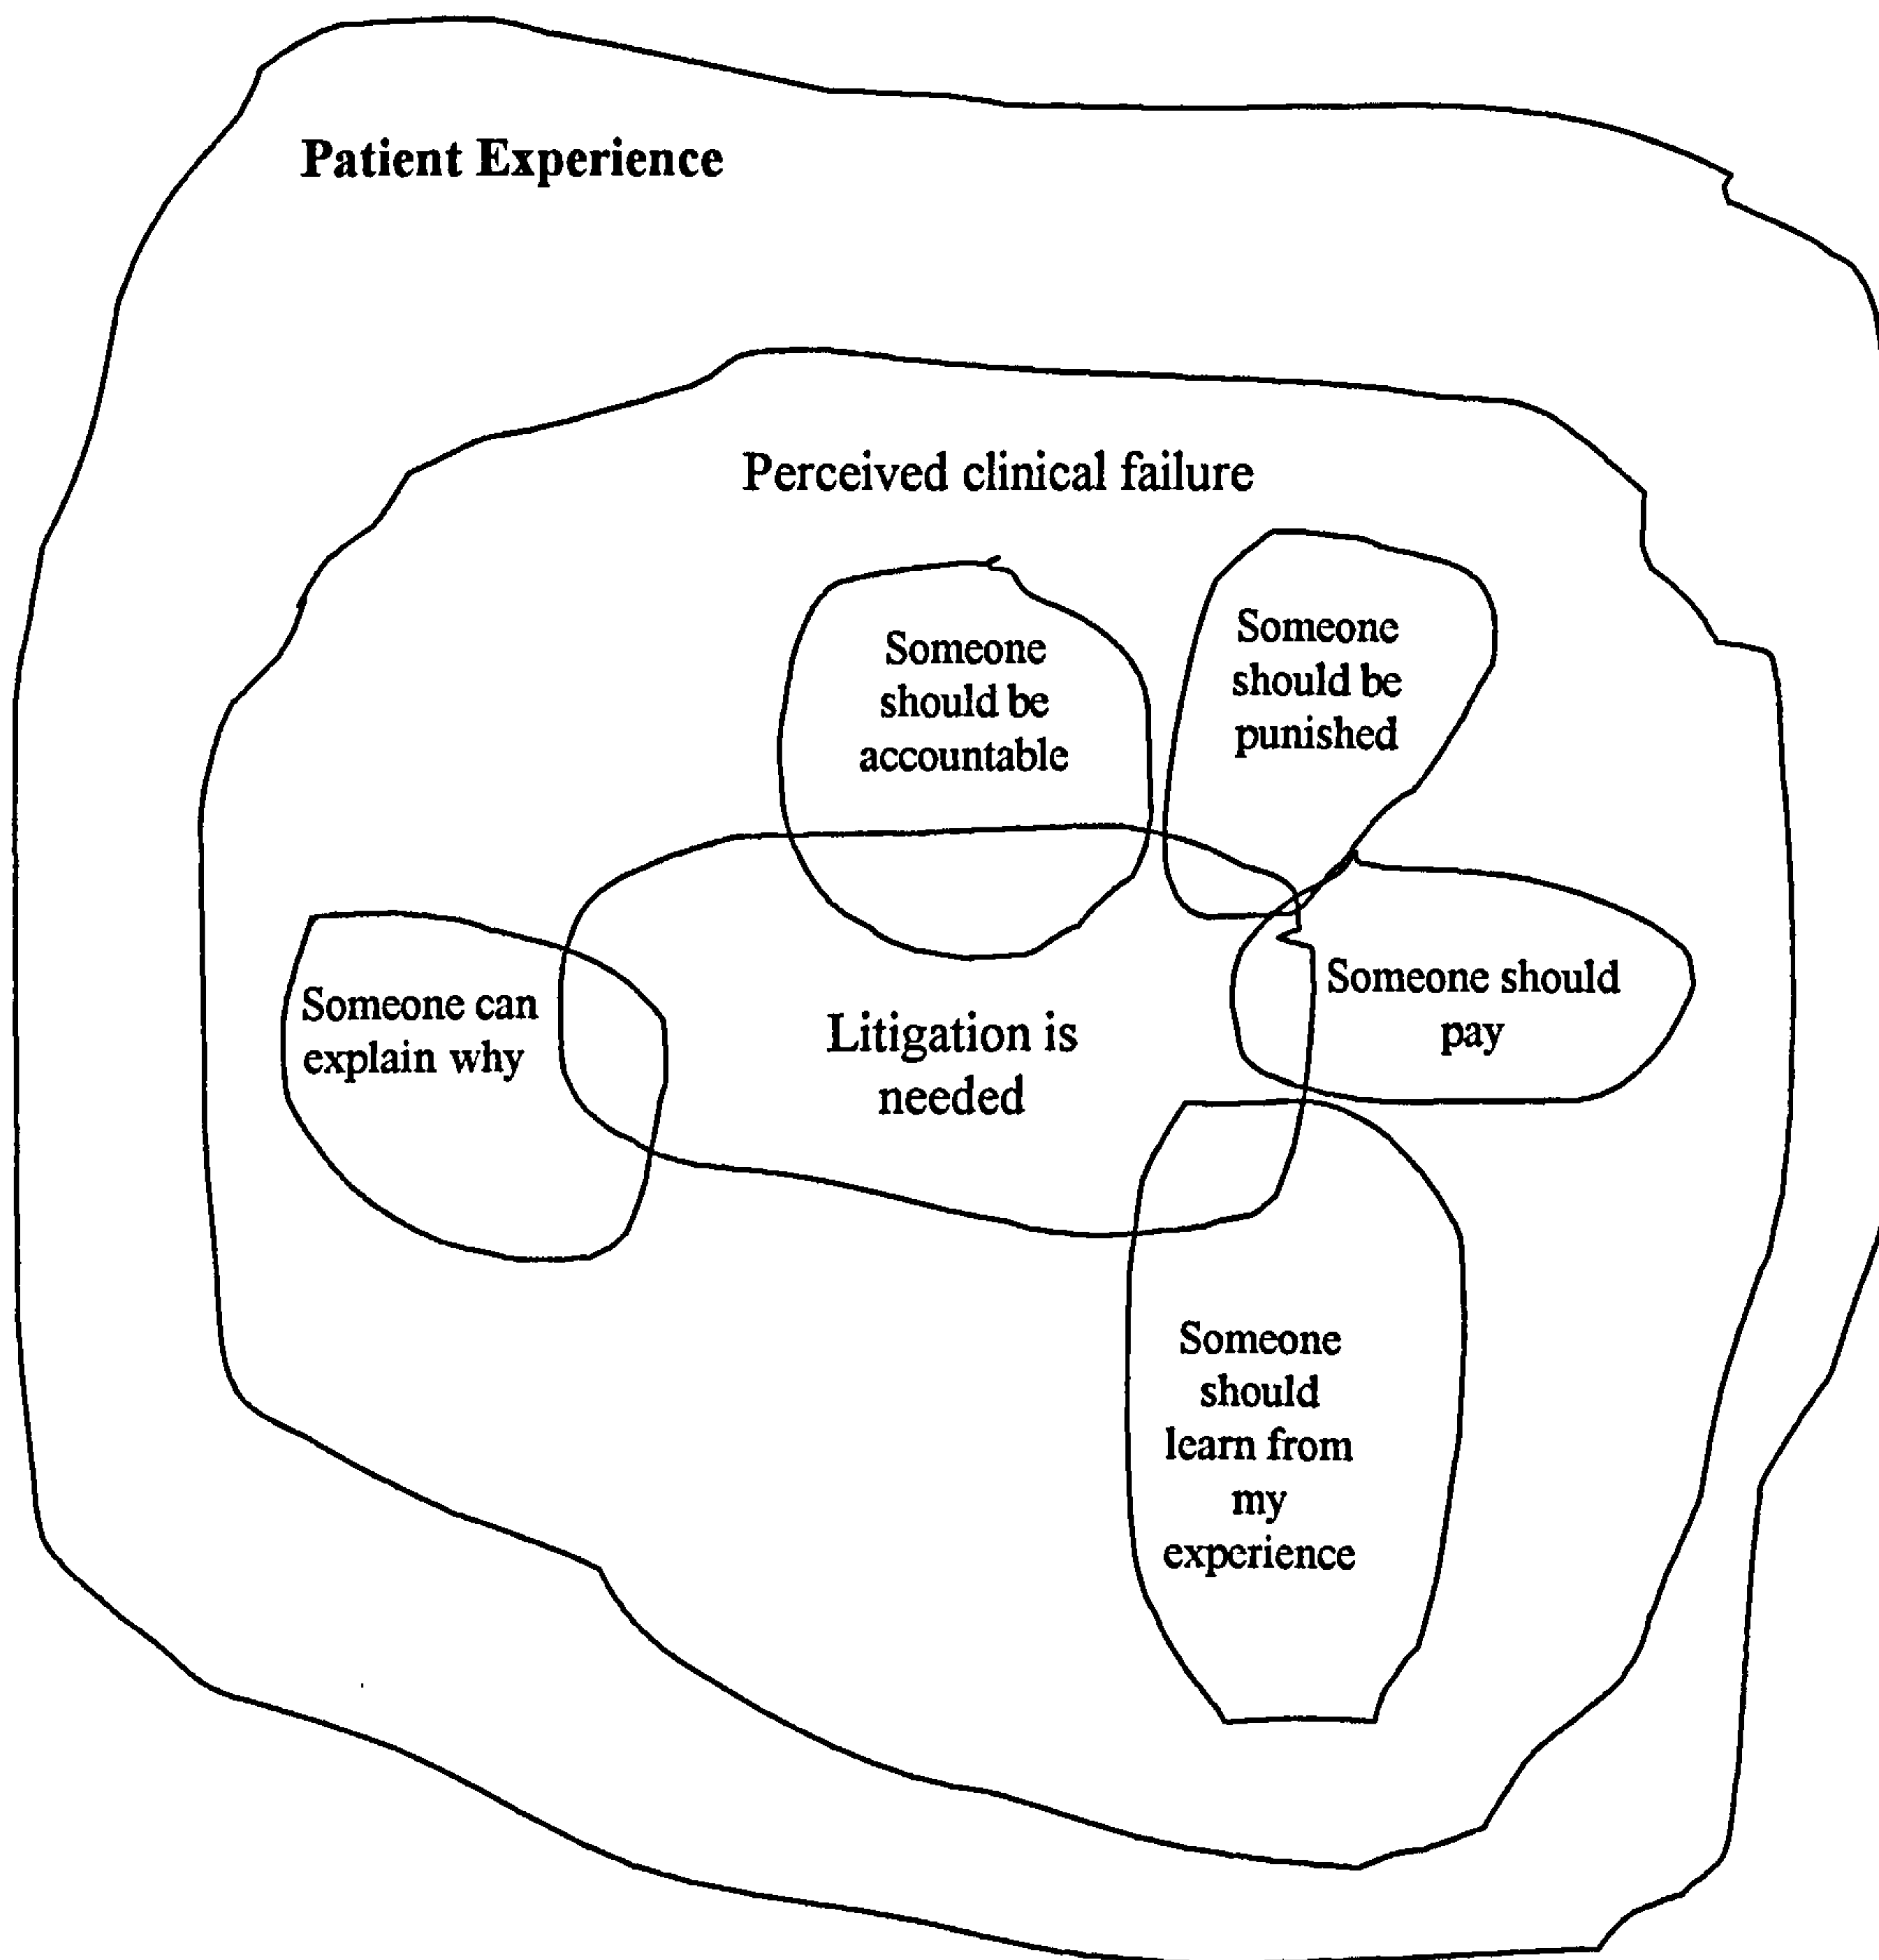 Patient Experience
Perceived clinical failure
Someone
should be
accountable
Someone
should be
punished
Someone can
explain why
Litigation is
needed
Someone should
pay
Someone
should
learn from
my
experience